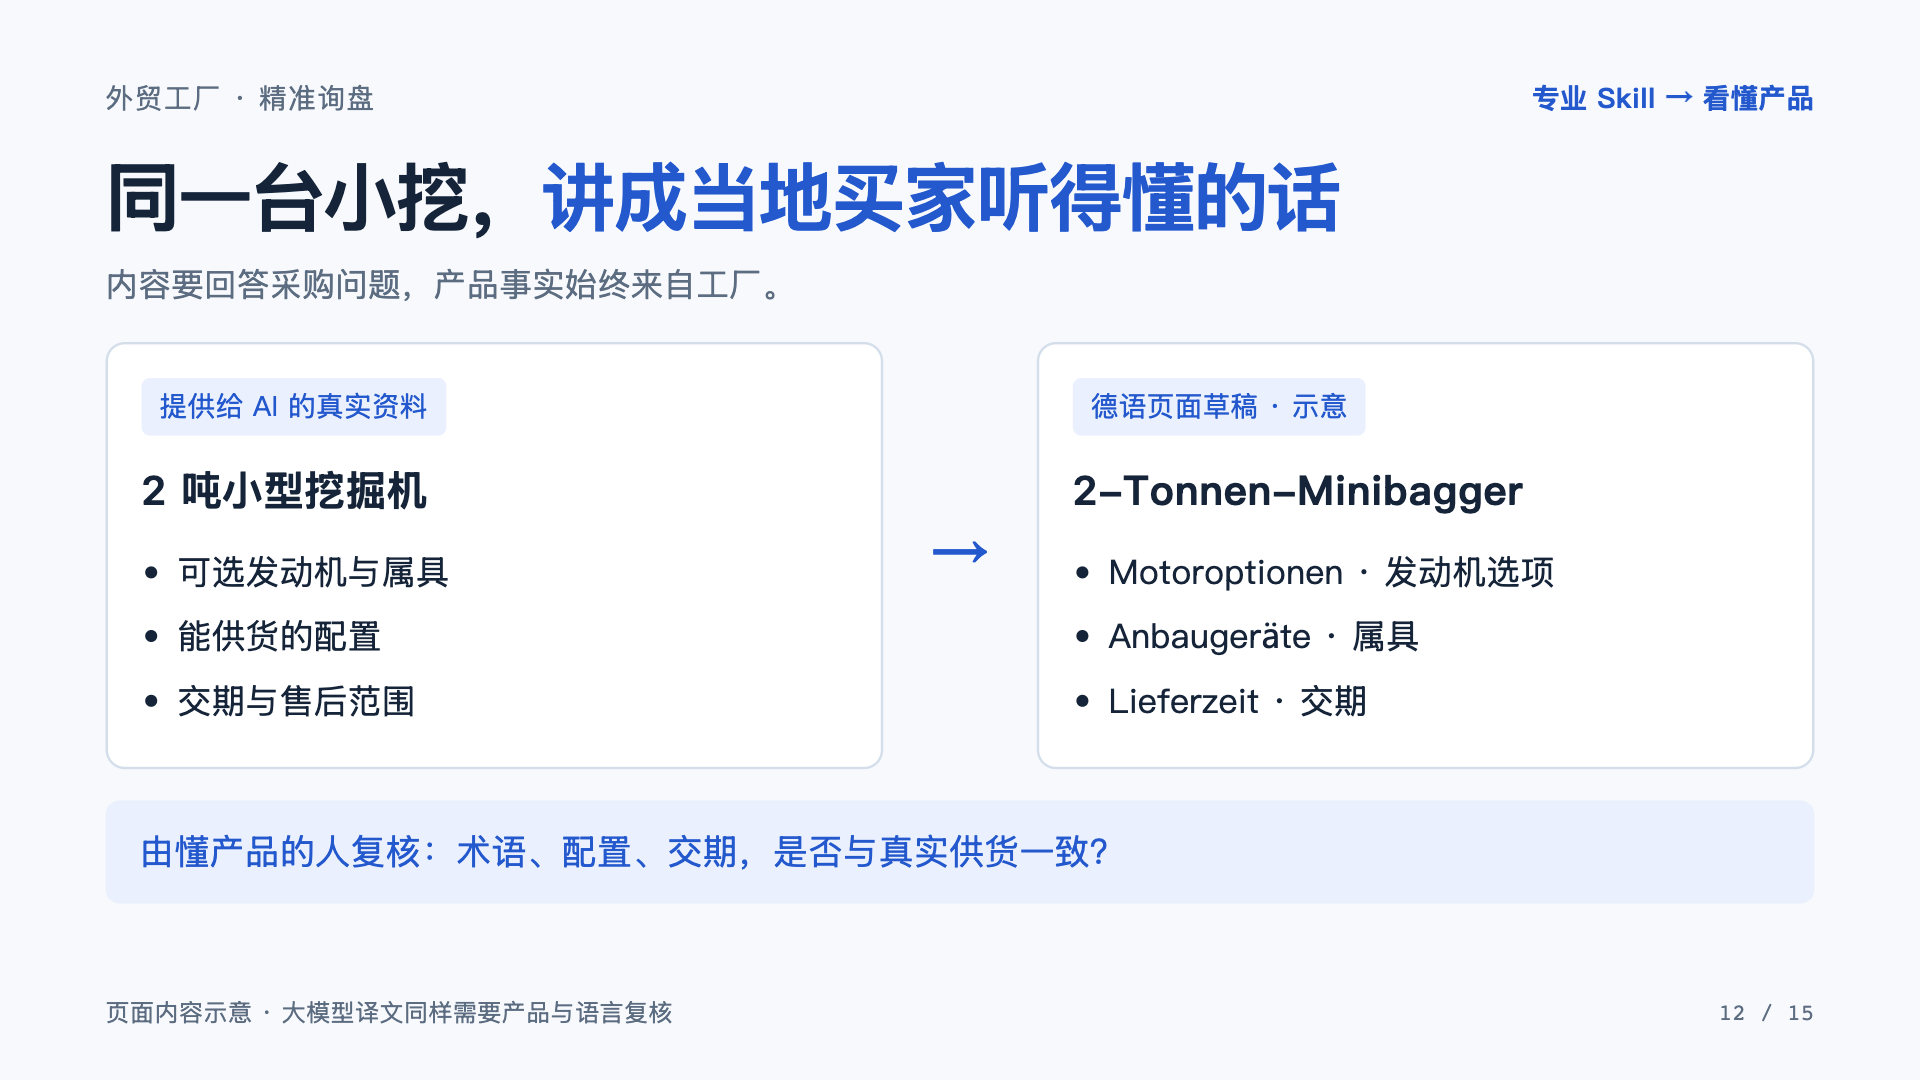 外贸工厂 · 精准询盘
专业 Skill → 看懂产品
同一台小挖，讲成当地买家听得懂的话
内容要回答采购问题，产品事实始终来自工厂。
提供给 AI 的真实资料
2 吨小型挖掘机
• 可选发动机与属具
• 能供货的配置
• 交期与售后范围
→
德语页面草稿 · 示意
2-Tonnen-Minibagger
• Motoroptionen · 发动机选项
• Anbaugeräte · 属具
• Lieferzeit · 交期
由懂产品的人复核：术语、配置、交期，是否与真实供货一致？
页面内容示意 · 大模型译文同样需要产品与语言复核
12 / 15